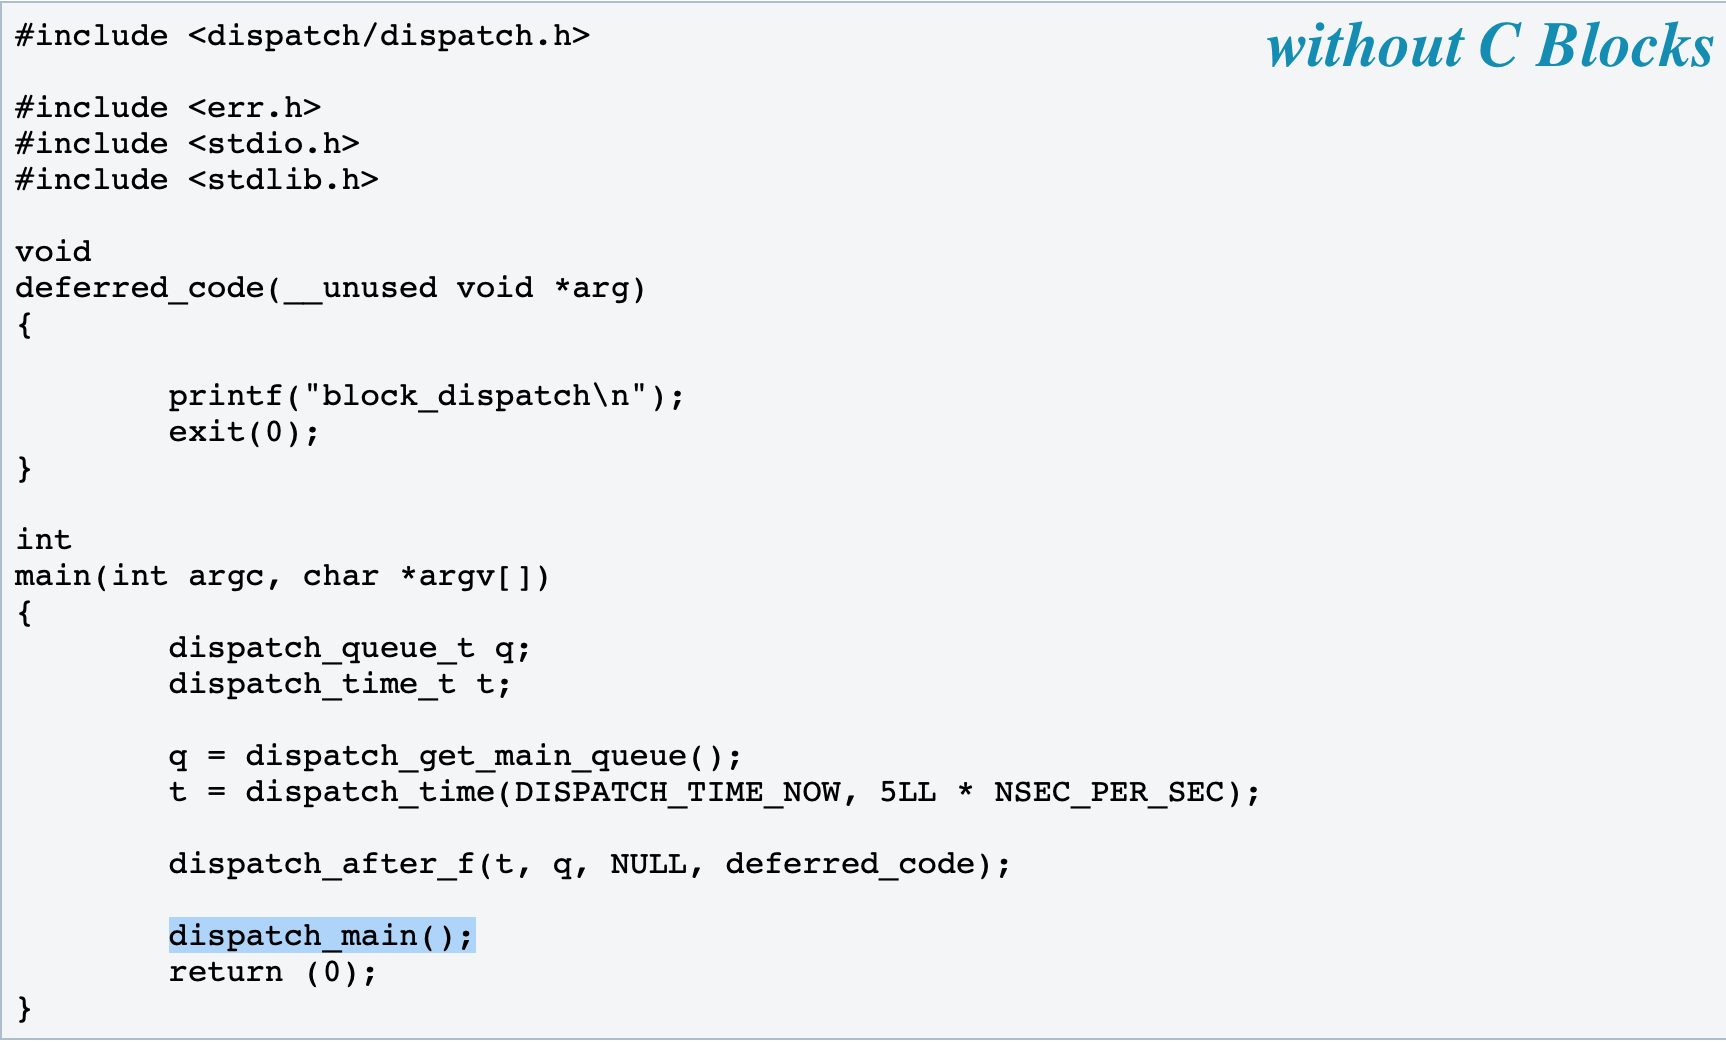 #include <dispatch/dispatch.h>
without C Blocks
#include <err.h>
#include <stdio.h>
#include <stdlib.h>
void
deferred_code(__unused void *arg)
{
        printf("block_dispatch\n");
        exit(0);
}
int
main(int argc, char *argv[])
{
        dispatch_queue_t q;
        dispatch_time_t t;
        q = dispatch_get_main_queue();
        t = dispatch_time(DISPATCH_TIME_NOW, 5LL * NSEC_PER_SEC);
        dispatch_after_f(t, q, NULL, deferred_code);
        dispatch_main();
        return (0);
}